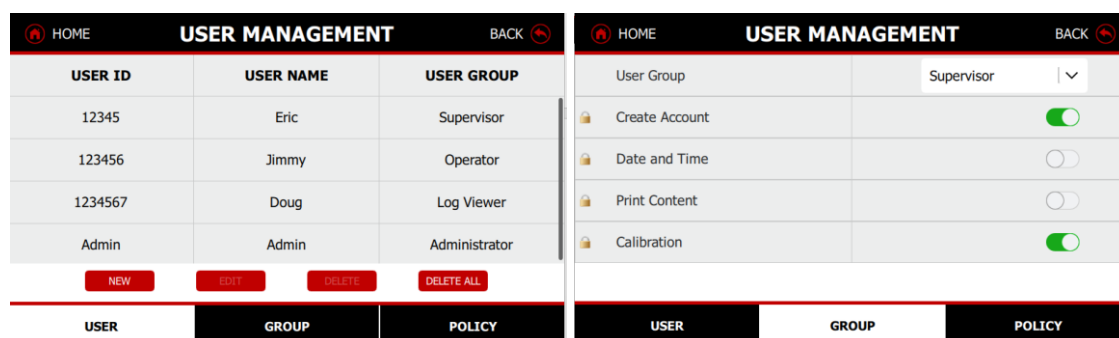 HOME USER MANAGEMENT BACK
USER ID USER NAME USER GROUP
12345 Eric Supervisor
123456 Jimmy Operator
1234567 Doug Log Viewer
Admin Admin Administrator
NEW EDIT DELETE DELETE ALL
USER GROUP POLICY
HOME USER MANAGEMENT BACK
User Group Supervisor
Create Account
Date and Time
Print Content
Calibration
USER GROUP POLICY